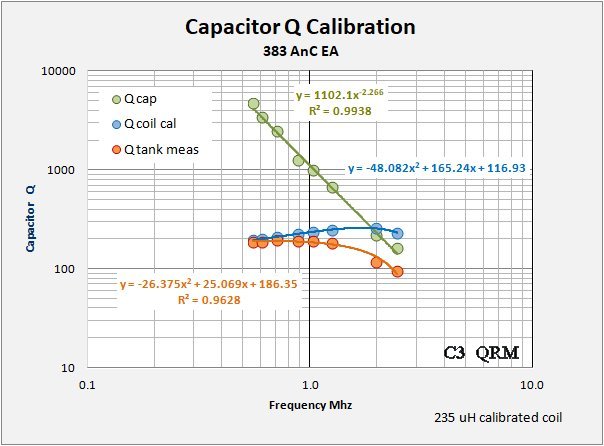 Capacitor Q Calibration
383 AnC EA
10000
1000
100
10
Capacitor Q
Q cap
Q coil cal
Q tank meas
y = 1102.1x^-2.266
R² = 0.9938
y = -48.082x² + 165.24x + 116.93
y = -26.375x² + 25.069x + 186.35
R² = 0.9628
C3 QRM
0.1
1.0
10.0
Frequency Mhz
235 uH calibrated coil